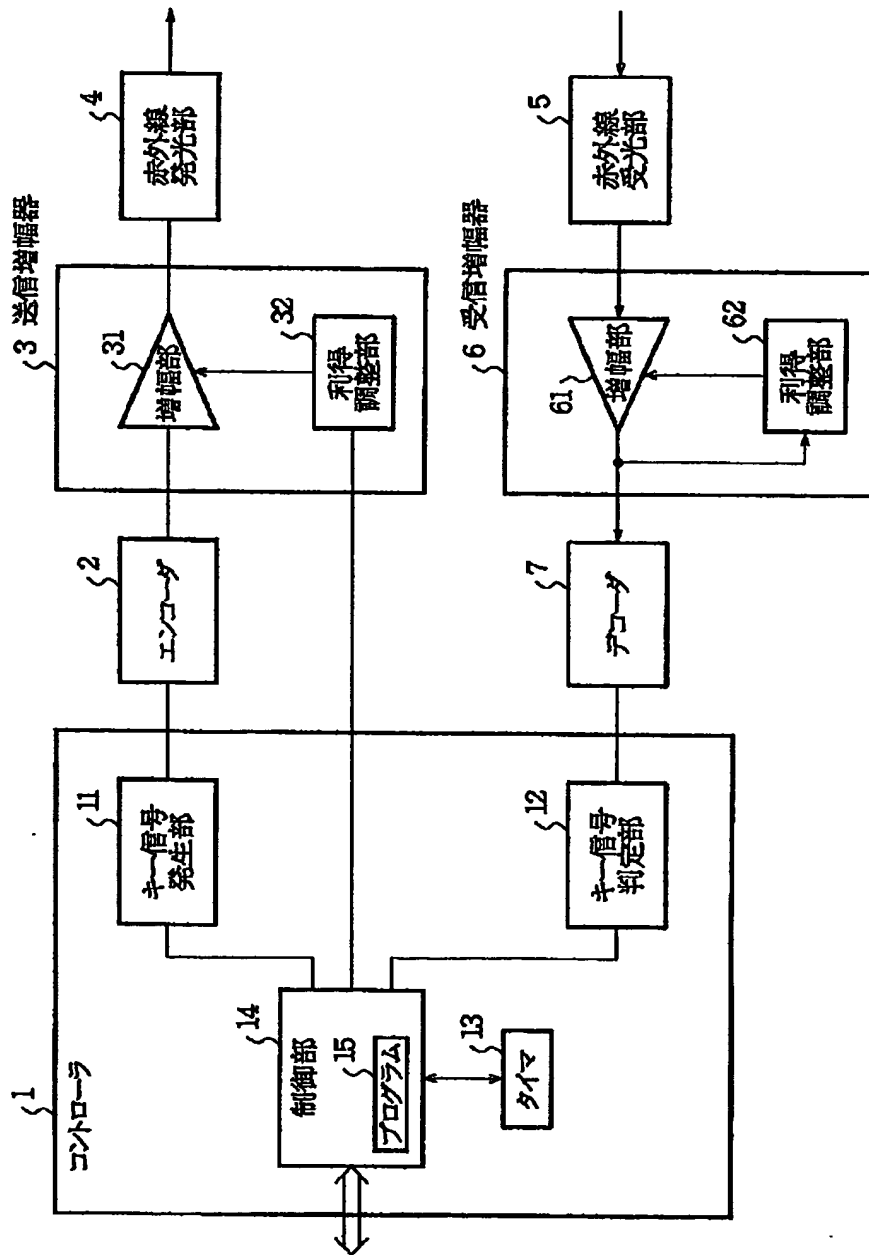 1
コントローラ
14
制御部
15
プログラム
13
タイマ
11
キー信号
発生部
12
キー信号
判定部
2
エンコーダ
7
デコーダ
3 送信増幅器
31
増幅部
32
利得
調整部
6 受信増幅器
61
増幅部
62
利得
調整部
4
赤外線
発光部
5
赤外線
受光部